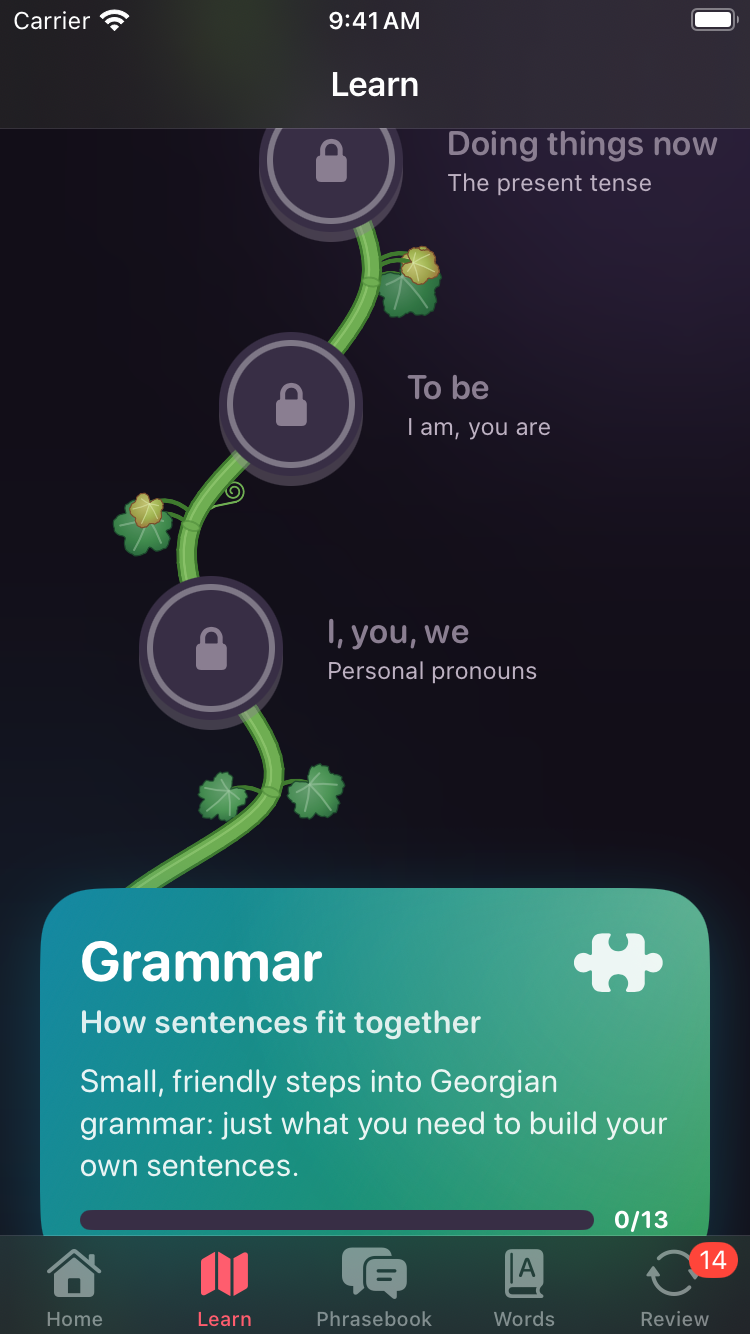 Carrier 9:41 AM
Learn
Doing things now
The present tense
To be
I am, you are
I, you, we
Personal pronouns
Grammar
How sentences fit together
Small, friendly steps into Georgian
grammar: just what you need to build your
own sentences.
0/13
A
14
Home Learn Phrasebook Words Review